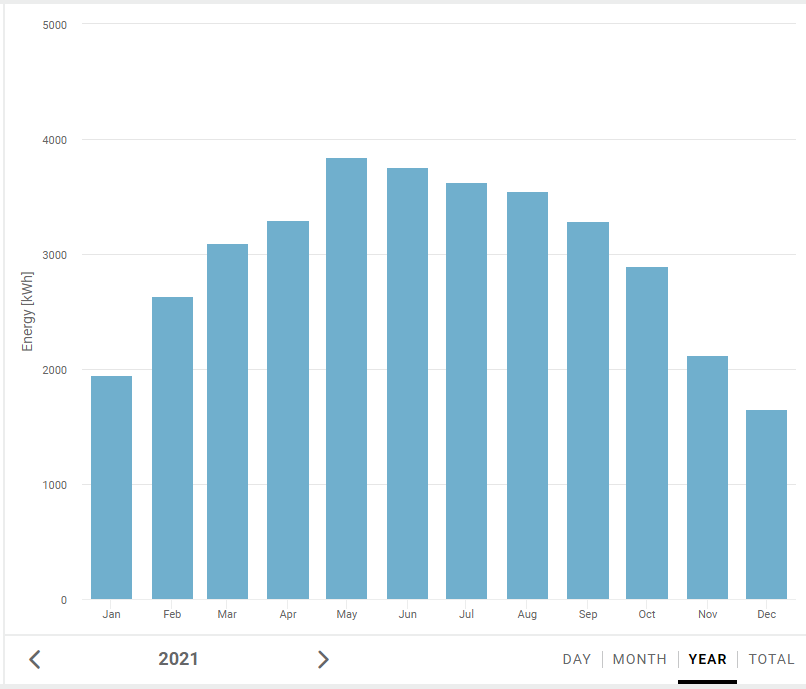 5000
4000
3000
2000
1000
0
Energy [kWh]
Jan Feb Mar Apr May Jun Jul Aug Sep Oct Nov Dec
2021 DAY MONTH YEAR TOTAL